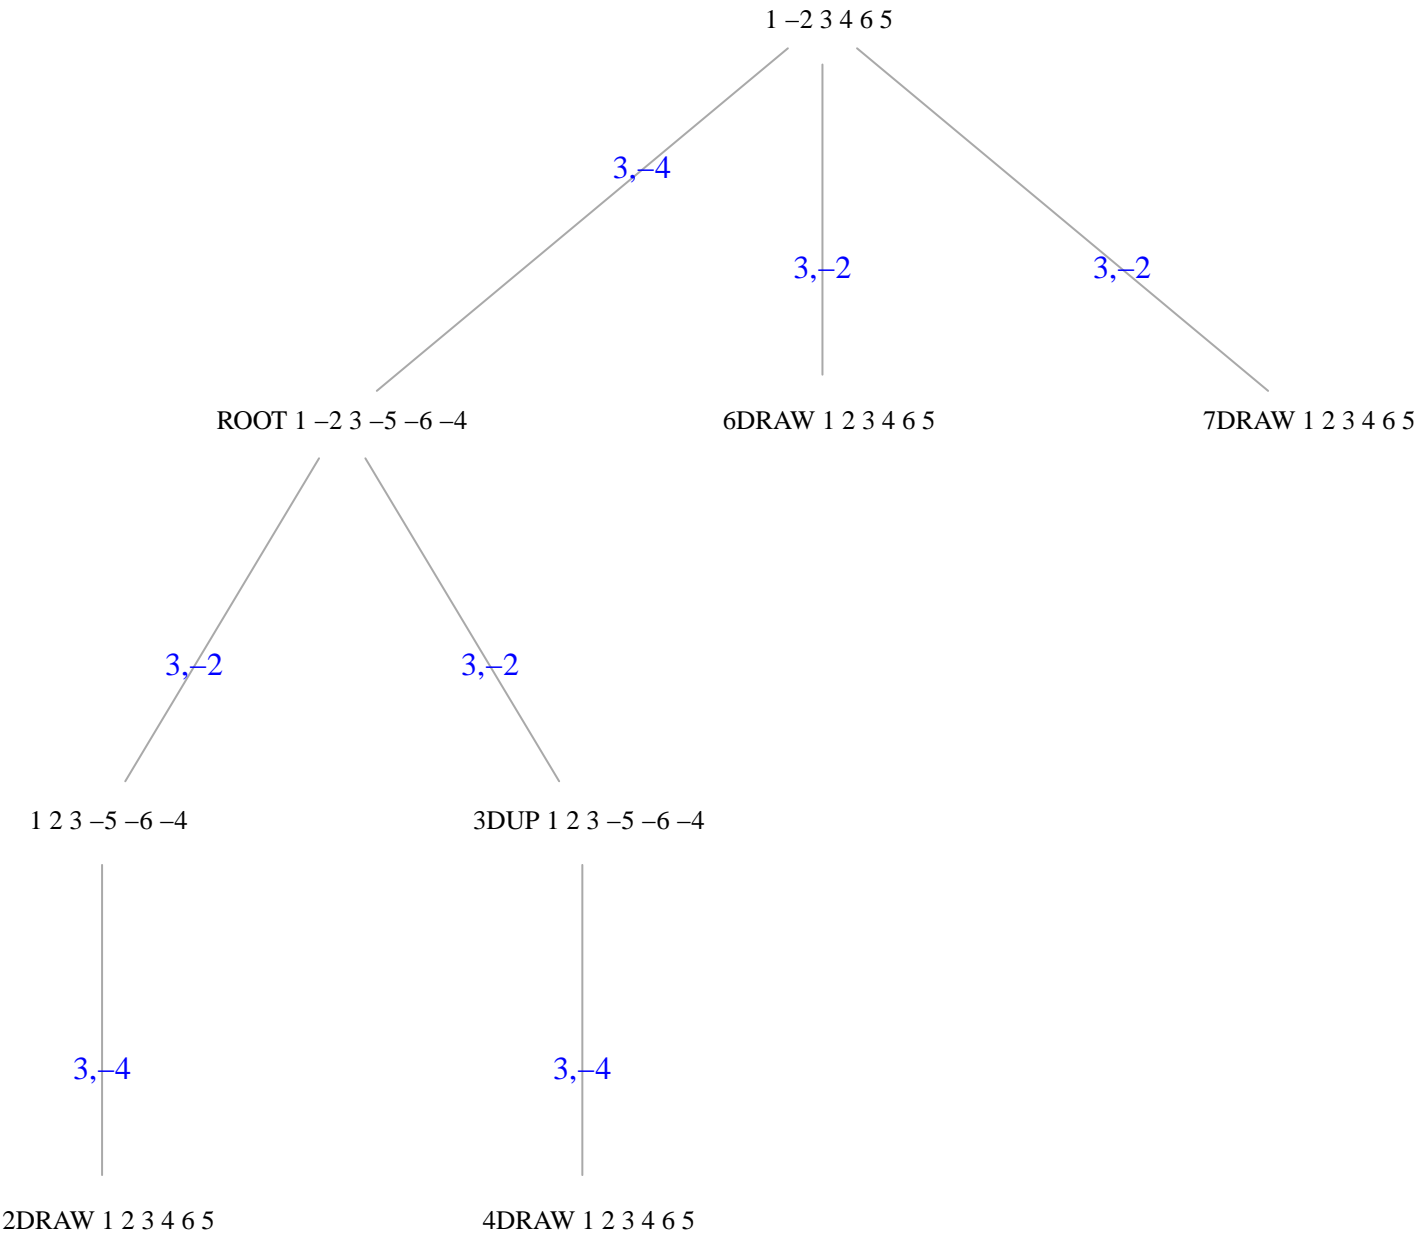 1 –2 3 4 6 5
3,–4
3,–2
3,–2
ROOT 1 –2 3 –5 –6 –4
6DRAW 1 2 3 4 6 5
7DRAW 1 2 3 4 6 5
3,–2
3,–2
1 2 3 –5 –6 –4
3DUP 1 2 3 –5 –6 –4
3,–4
3,–4
2DRAW 1 2 3 4 6 5
4DRAW 1 2 3 4 6 5